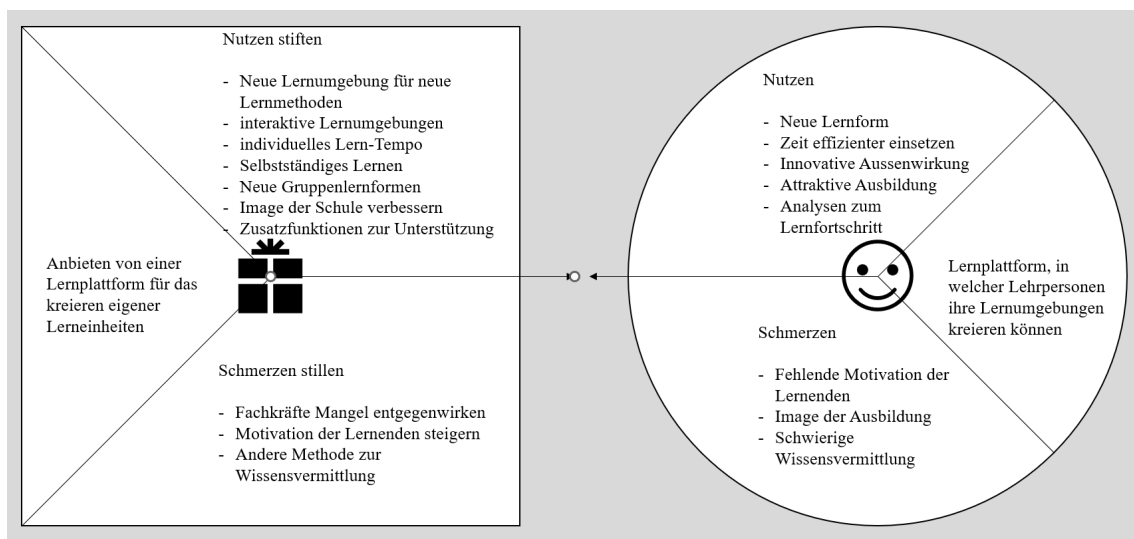 Nutzen stiften
- Neue Lernumgebung für neue
Lernmethoden
- interaktive Lernumgebungen
- individuelles Lern-Tempo
- Selbstständiges Lernen
- Neue Gruppenlernformen
- Image der Schule verbessern
- Zusatzfunktionen zur Unterstützung
Anbieten von einer
Lernplattform für das
kreieren eigener
Lerneinheiten
Schmerzen stillen
- Fachkräfte Mangel entgegenwirken
- Motivation der Lernenden steigern
- Andere Methode zur
Wissensvermittlung
Nutzen
- Neue Lernform
- Zeit effizienter einsetzen
- Innovative Aussenwirkung
- Attraktive Ausbildung
- Analysen zum
Lernfortschritt
Lernplattform, in
welcher Lehrpersonen
ihre Lernumgebungen
kreieren können
Schmerzen
- Fehlende Motivation der
Lernenden
- Image der Ausbildung
- Schwierige
Wissensvermittlung